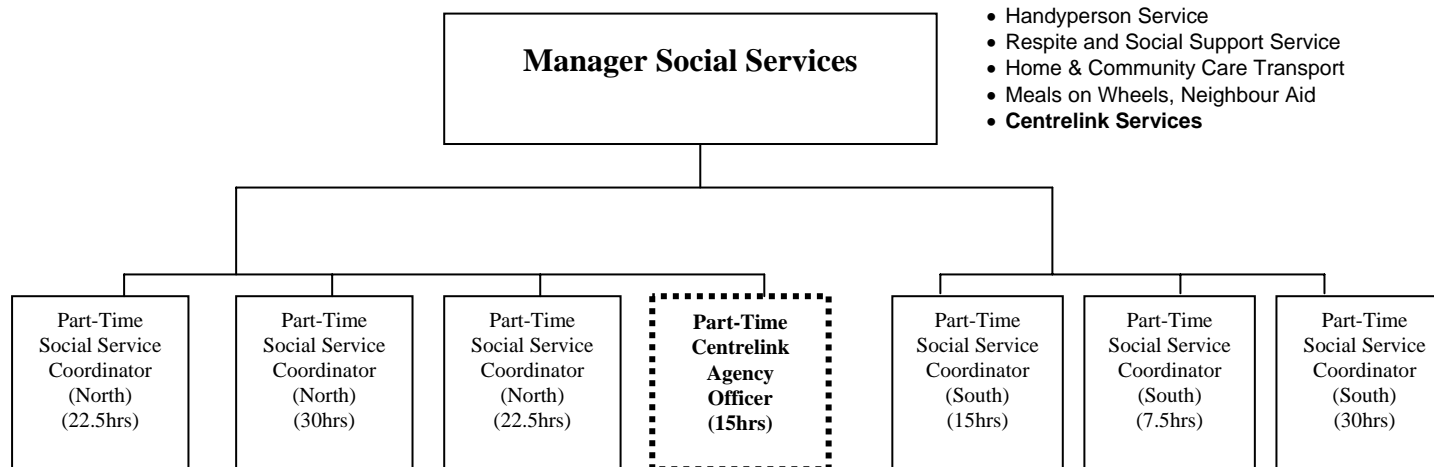 Manager Social Services
• Handyperson Service
• Respite and Social Support Service
• Home & Community Care Transport
• Meals on Wheels, Neighbour Aid
• Centrelink Services
Part-Time
Social Service
Coordinator
(North)
(22.5hrs)
Part-Time
Social Service
Coordinator
(North)
(30hrs)
Part-Time
Social Service
Coordinator
(North)
(22.5hrs)
Part-Time
Centrelink
Agency
Officer
(15hrs)
Part-Time
Social Service
Coordinator
(South)
(15hrs)
Part-Time
Social Service
Coordinator
(South)
(7.5hrs)
Part-Time
Social Service
Coordinator
(South)
(30hrs)